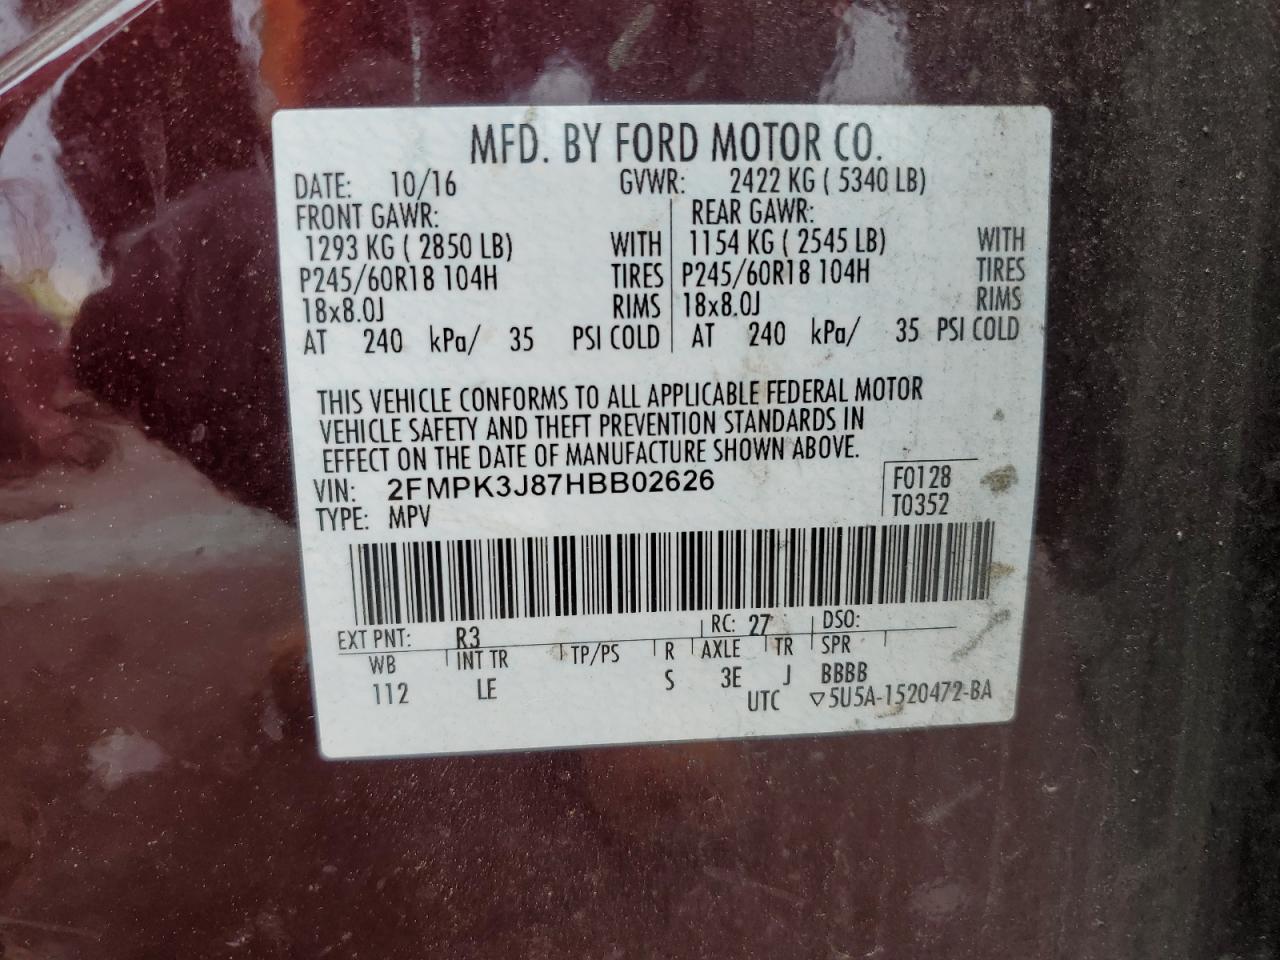 MFD. BY FORD MOTOR CO.
DATE: 10/16 GVWR: 2422 KG ( 5340 LB)
FRONT GAWR: REAR GAWR:
1293 KG ( 2850 LB) WITH 1154 KG ( 2545 LB) WITH
P245/60R18 104H TIRES P245/60R18 104H TIRES
18x8.0J RIMS 18x8.0J RIMS
AT 240 kPa/ 35 PSI COLD AT 240 kPa/ 35 PSI COLD
THIS VEHICLE CONFORMS TO ALL APPLICABLE FEDERAL MOTOR
VEHICLE SAFETY AND THEFT PREVENTION STANDARDS IN
EFFECT ON THE DATE OF MANUFACTURE SHOWN ABOVE.
VIN: 2FMPK3J87HBB02626 F0128
TYPE: MPV T0352
EXT PNT: R3 RC: 27 DSO:
WB INT TR TP/PS R AXLE TR SPR
112 LE S 3E J BBBB
UTC ▽5U5A-1520472-BA